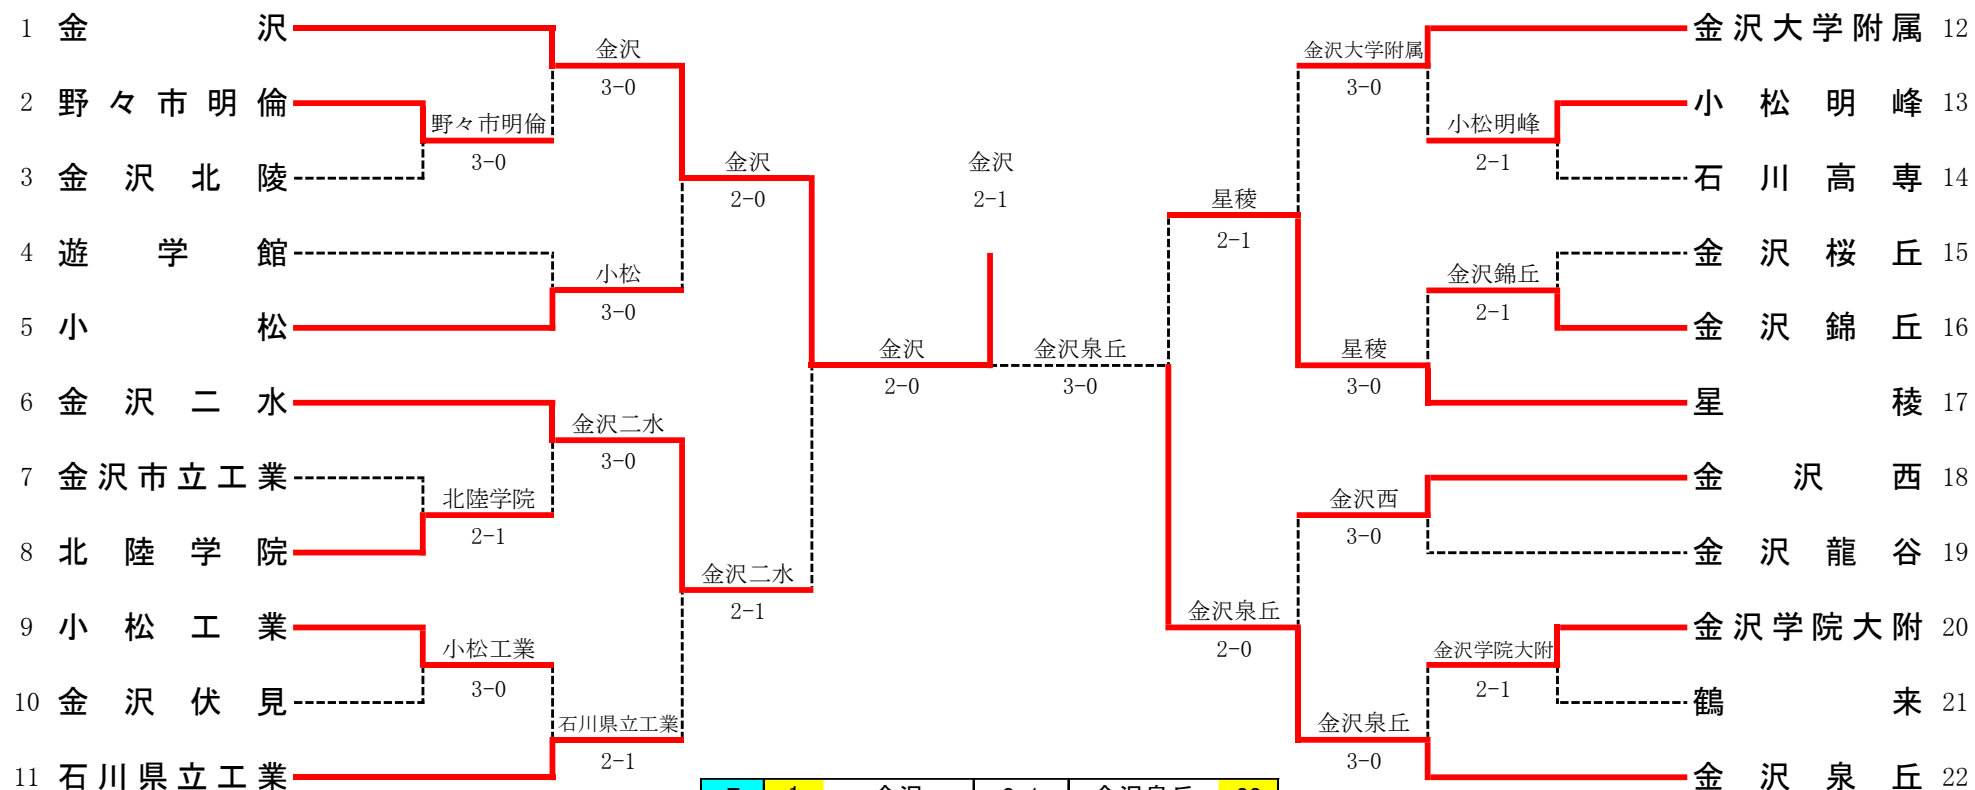 1 金沢
2 野々市明倫
3 金沢北陵
4 遊学館
5 小松
6 金沢二水
7 金沢市立工業
8 北陸学院
9 小松工業
10 金沢伏見
11 石川県立工業
野々市明倫
3-0
北陸学院
2-1
小松工業
3-0
金沢
3-0
小松
3-0
金沢二水
3-0
石川県立工業
2-1
金沢
2-0
金沢二水
2-1
金沢
2-0
金沢
2-1
金沢泉丘
3-0
星稜
2-1
金沢泉丘
2-0
金沢大学附属
3-0
星稜
3-0
金沢西
3-0
金沢泉丘
3-0
小松明峰
2-1
金沢錦丘
2-1
金沢学院大附
2-1
金沢大学附属 12
小松明峰 13
石川高専 14
金沢桜丘 15
金沢錦丘 16
星稜 17
金沢西 18
金沢龍谷 19
金沢学院大附 20
鶴来 21
金沢泉丘 22